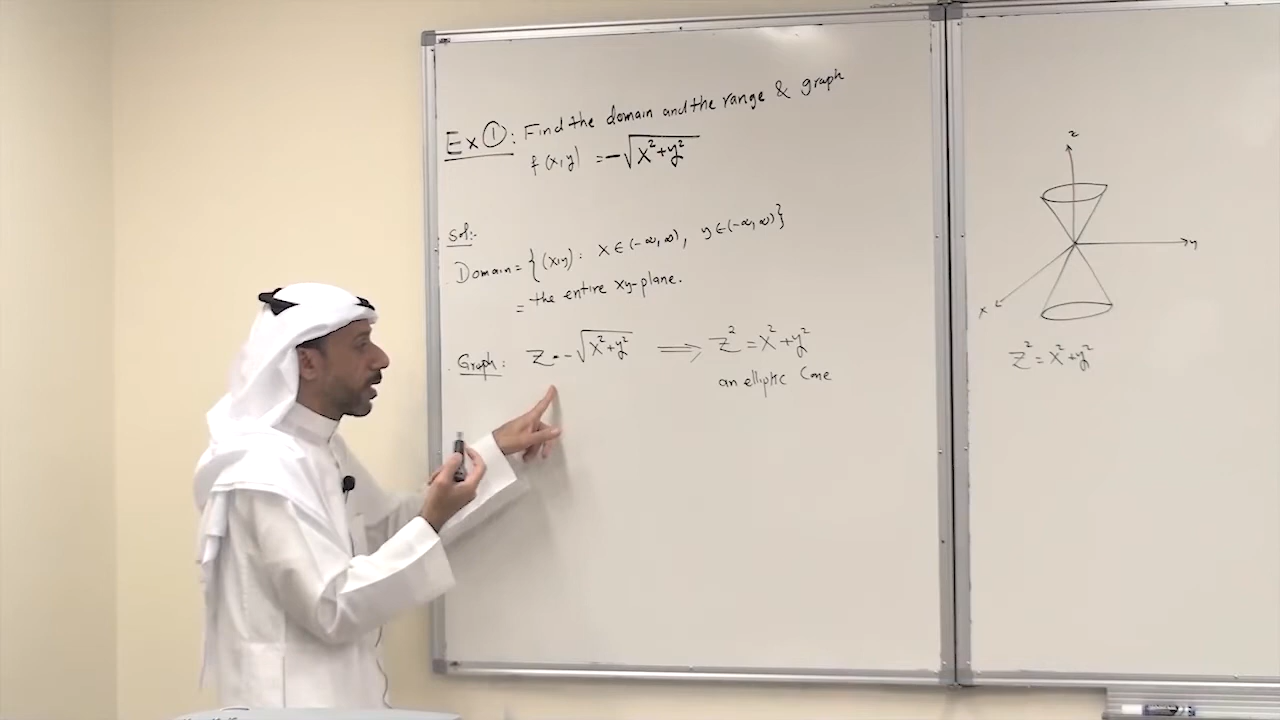 Ex ①: Find the domain and the range & graph
f(x,y) = -√(x²+y²)
Sol:-
Domain = { (x,y) : x ∈ (-∞,∞) , y ∈ (-∞,∞) }
= the entire xy-plane.
Graph: Z = -√(x²+y²) ⟹ Z² = x²+y²
an elliptic Cone
z
y
x
Z² = x²+y²